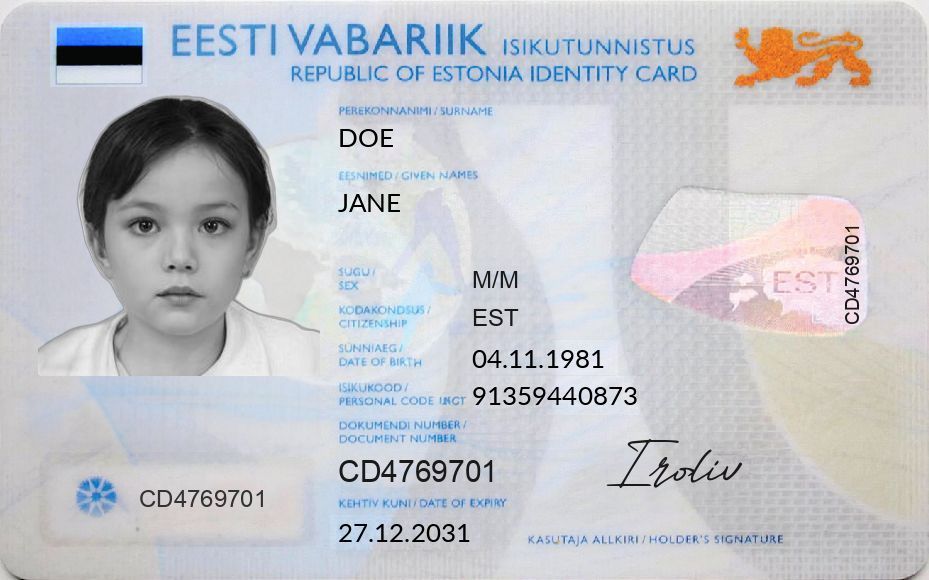 EESTI VABARIIK ISIKUTUNNISTUS
REPUBLIC OF ESTONIA IDENTITY CARD
PEREKONNANIMI / SURNAME
DOE
EESNIMED / GIVEN NAMES
JANE
SUGU /
SEX
M/M
KODAKONDSUS /
CITIZENSHIP
EST
SÜNNIAEG /
DATE OF BIRTH
04.11.1981
ISIKUKOOD /
PERSONAL CODE
91359440873
DOKUMENDI NUMBER /
DOCUMENT NUMBER
CD4769701
KEHTIV KUNI / DATE OF EXPIRY
27.12.2031
EST
CD4769701
CD4769701
Iroliv
KASUTAJA ALLKIRI / HOLDER'S SIGNATURE